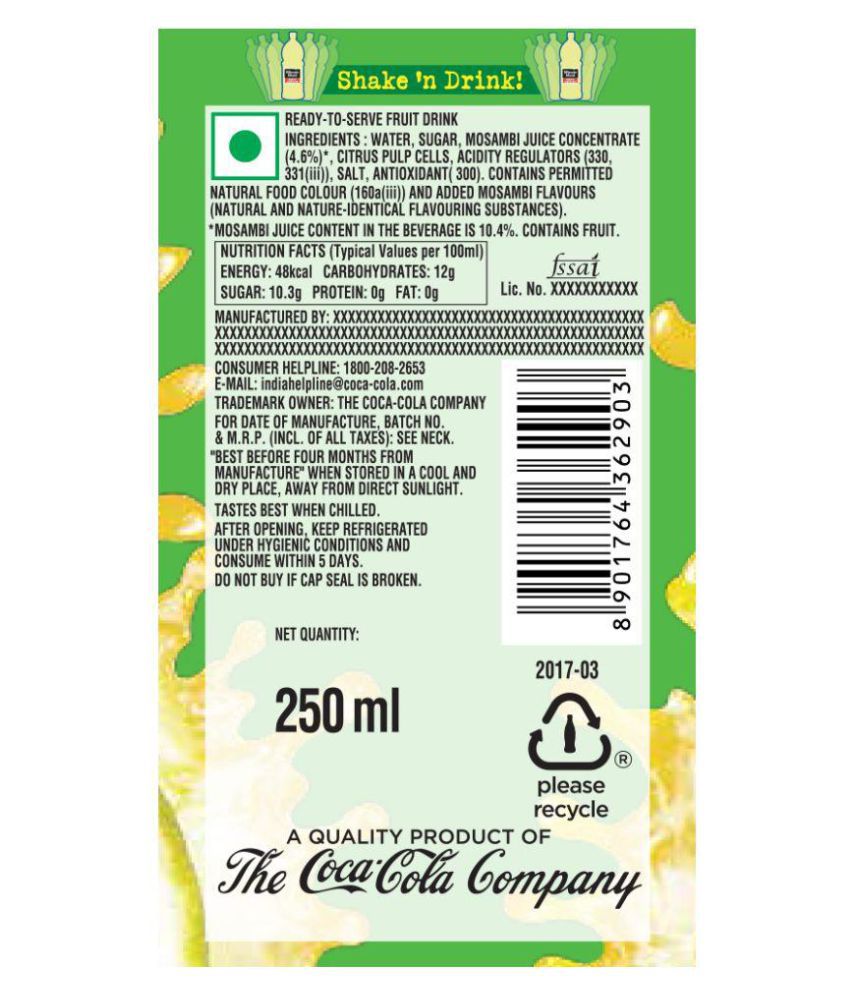 Shake 'n Drink!
READY-TO-SERVE FRUIT DRINK
INGREDIENTS : WATER, SUGAR, MOSAMBI JUICE CONCENTRATE
(4.6%)*, CITRUS PULP CELLS, ACIDITY REGULATORS (330,
331(iii)), SALT, ANTIOXIDANT( 300). CONTAINS PERMITTED
NATURAL FOOD COLOUR (160a(iii)) AND ADDED MOSAMBI FLAVOURS
(NATURAL AND NATURE-IDENTICAL FLAVOURING SUBSTANCES).
*MOSAMBI JUICE CONTENT IN THE BEVERAGE IS 10.4%. CONTAINS FRUIT.
NUTRITION FACTS (Typical Values per 100ml)
ENERGY: 48kcal CARBOHYDRATES: 12g
SUGAR: 10.3g PROTEIN: 0g FAT: 0g
fssai
Lic. No. XXXXXXXXXXX
MANUFACTURED BY: XXXXXXXXXXXXXXXXXXXXXXXXXXXXXXXXXXXXXXXXX
XXXXXXXXXXXXXXXXXXXXXXXXXXXXXXXXXXXXXXXXXXXXXXXXXXXXXXXXX
XXXXXXXXXXXXXXXXXXXXXXXXXXXXXXXXXXXXXXXXXXXXXXXXXXXXXXXXX
CONSUMER HELPLINE: 1800-208-2653
E-MAIL: indiahelpline@coca-cola.com
TRADEMARK OWNER: THE COCA-COLA COMPANY
FOR DATE OF MANUFACTURE, BATCH NO.
& M.R.P. (INCL. OF ALL TAXES): SEE NECK.
"BEST BEFORE FOUR MONTHS FROM
MANUFACTURE" WHEN STORED IN A COOL AND
DRY PLACE, AWAY FROM DIRECT SUNLIGHT.
TASTES BEST WHEN CHILLED.
AFTER OPENING, KEEP REFRIGERATED
UNDER HYGIENIC CONDITIONS AND
CONSUME WITHIN 5 DAYS.
DO NOT BUY IF CAP SEAL IS BROKEN.
8 901764 362903
NET QUANTITY:
250 ml
2017-03
®
please
recycle
A QUALITY PRODUCT OF
The Coca-Cola Company